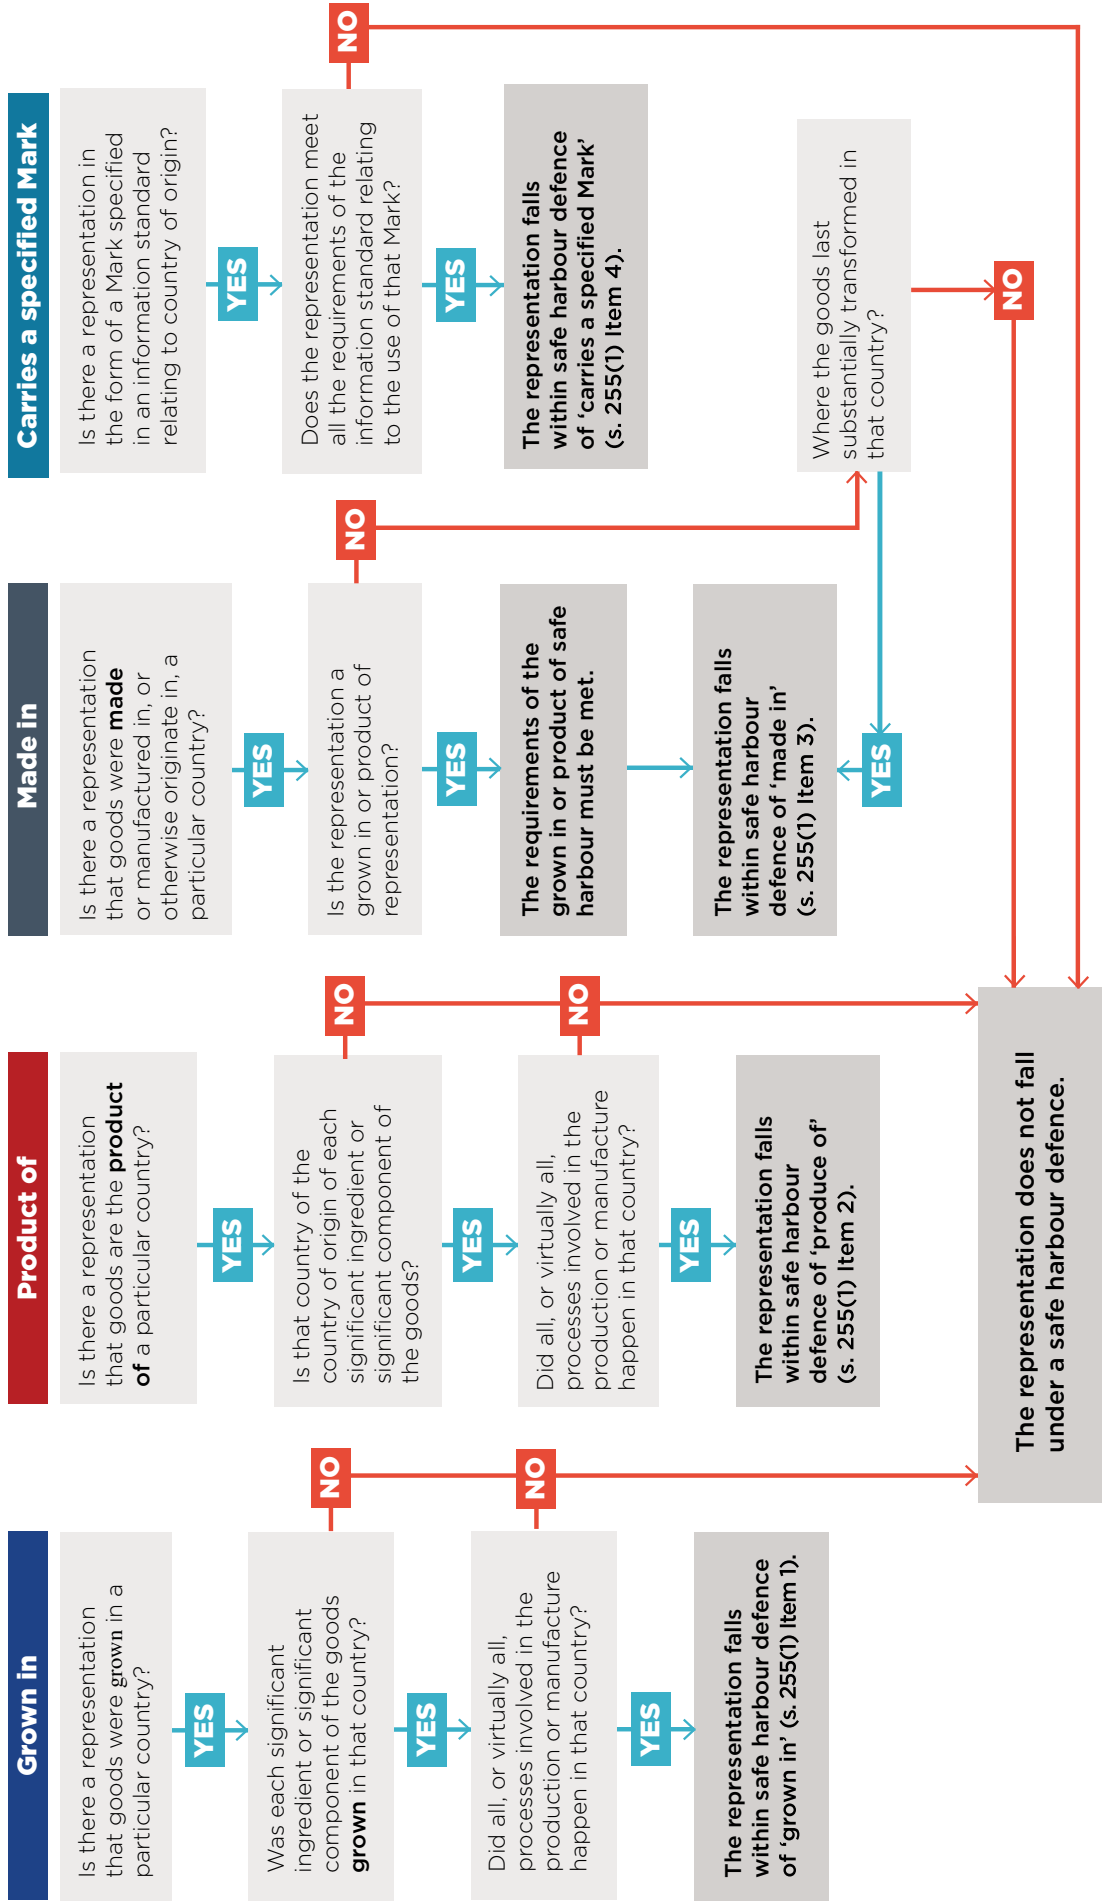 Grown in
Is there a representation
that goods were grown in a
particular country?
YES
Was each significant
ingredient or significant
component of the goods
grown in that country?
NO
YES
Did all, or virtually all,
processes involved in the
production or manufacture
happen in that country?
NO
YES
The representation falls
within safe harbour defence
of ‘grown in’ (s. 255(1) Item 1).
Product of
Is there a representation
that goods are the product
of a particular country?
YES
Is that country of the
country of origin of each
significant ingredient or
significant component of
the goods?
NO
YES
Did all, or virtually all,
processes involved in the
production or manufacture
happen in that country?
NO
YES
The representation falls
within safe harbour
defence of ‘produce of’
(s. 255(1) Item 2).
Made in
Is there a representation
that goods were made
or manufactured in, or
otherwise originate in, a
particular country?
YES
Is the representation a
grown in or product of
representation?
NO
YES
The requirements of the
grown in or product of safe
harbour must be met.
The representation falls
within safe harbour
defence of ‘made in’
(s. 255(1) Item 3).
YES
Carries a specified Mark
Is there a representation in
the form of a Mark specified
in an information standard
relating to country of origin?
YES
Does the representation meet
all the requirements of the
information standard relating
to the use of that Mark?
NO
YES
The representation falls
within safe harbour defence
of ‘carries a specified Mark’
(s. 255(1) Item 4).
Where the goods last
substantially transformed in
that country?
NO
The representation does not fall
under a safe harbour defence.